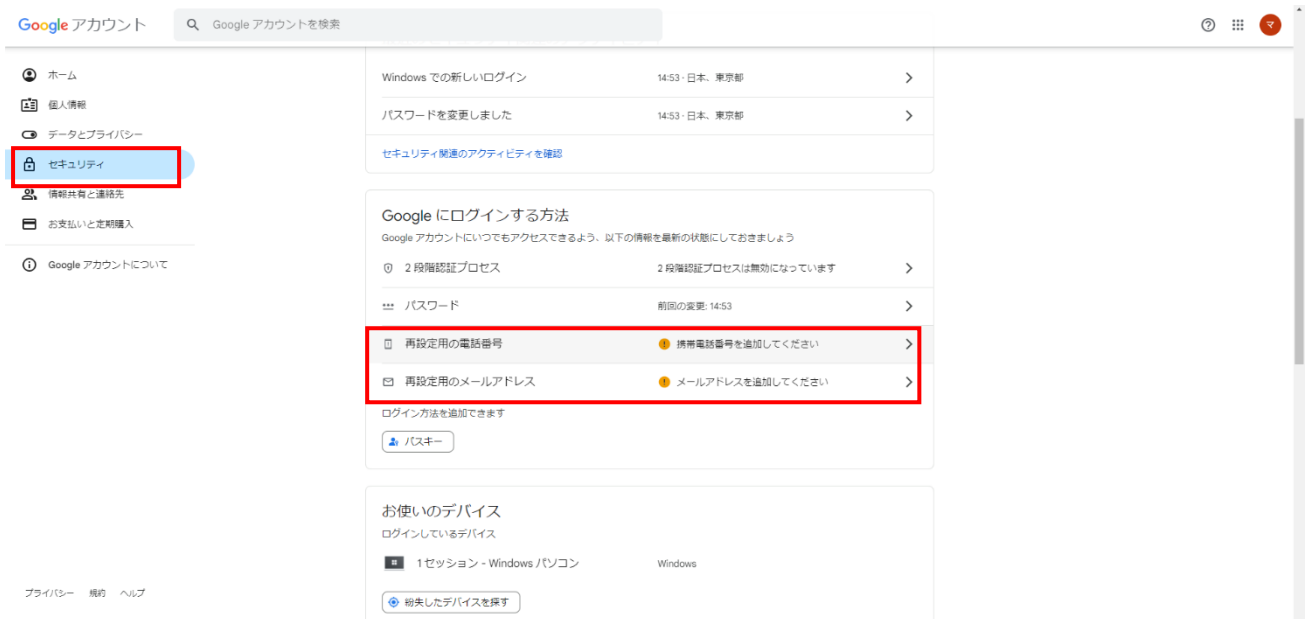 Google アカウント
Google アカウントを検索
マ
ホーム
個人情報
データとプライバシー
セキュリティ
情報共有と連絡先
お支払いと定期購入
Google アカウントについて
Windows での新しいログイン 14:53 · 日本、東京都
パスワードを変更しました 14:53 · 日本、東京都
セキュリティ関連のアクティビティを確認
Google にログインする方法
Google アカウントにいつでもアクセスできるよう、以下の情報を最新の状態にしておきましょう
2 段階認証プロセス 2 段階認証プロセスは無効になっています
パスワード 前回の変更: 14:53
再設定用の電話番号 携帯電話番号を追加してください
再設定用のメールアドレス メールアドレスを追加してください
ログイン方法を追加できます
パスキー
お使いのデバイス
ログインしているデバイス
1 セッション - Windows パソコン Windows
紛失したデバイスを探す
プライバシー 規約 ヘルプ